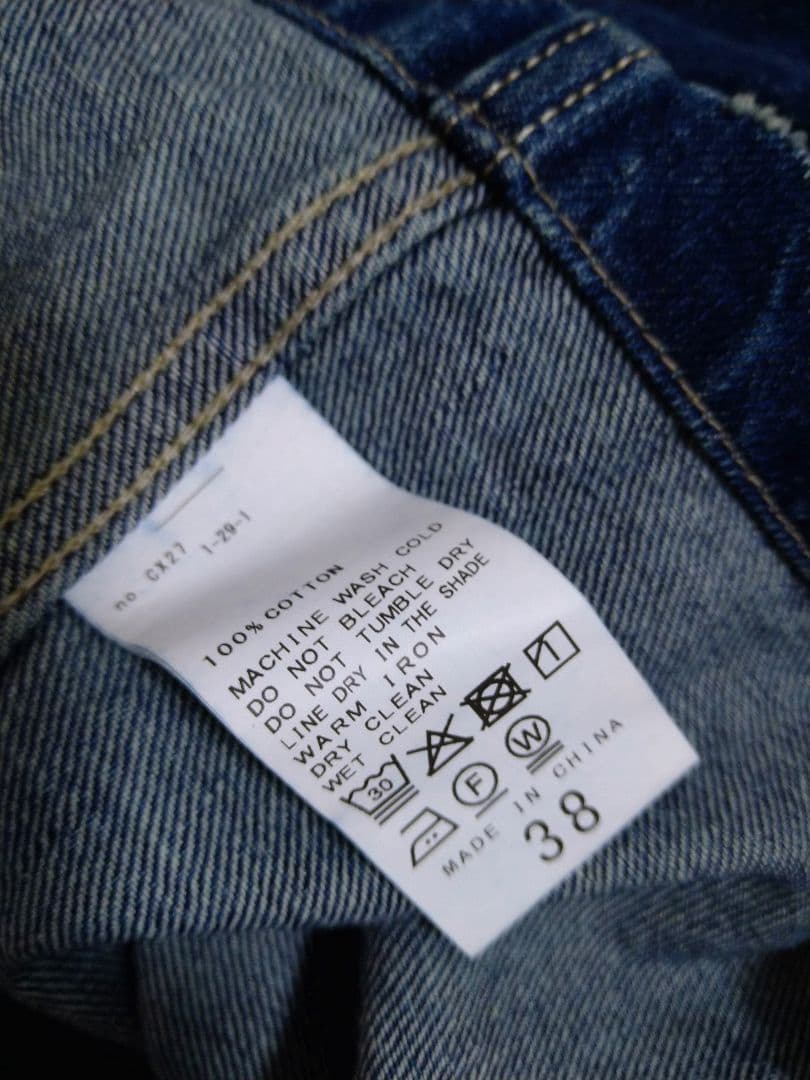 no. CX27
1-29-1
100% COTTON
MACHINE WASH COLD
DO NOT BLEACH
DO NOT TUMBLE DRY
LINE DRY IN THE SHADE
WARM IRON
DRY CLEAN
WET CLEAN
30
F W
MADE IN CHINA
38